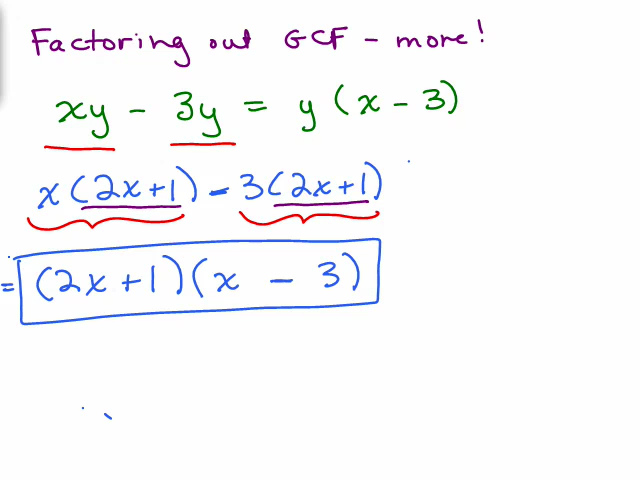 Factoring out GCF - more!
xy - 3y = y(x - 3)
x(2x+1) - 3(2x+1)
= (2x+1)(x - 3)